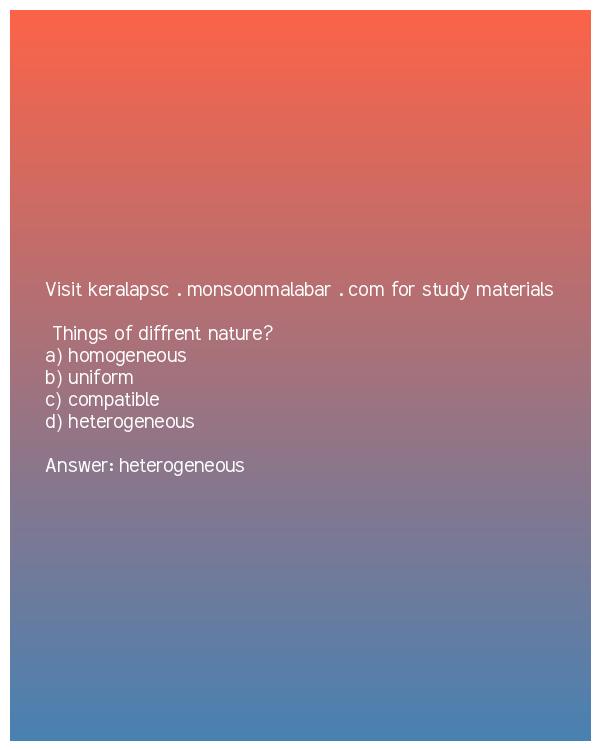 Visit keralapsc . monsoonmalabar . com for study materials
Things of diffrent nature?
a) homogeneous
b) uniform
c) compatible
d) heterogeneous
Answer: heterogeneous